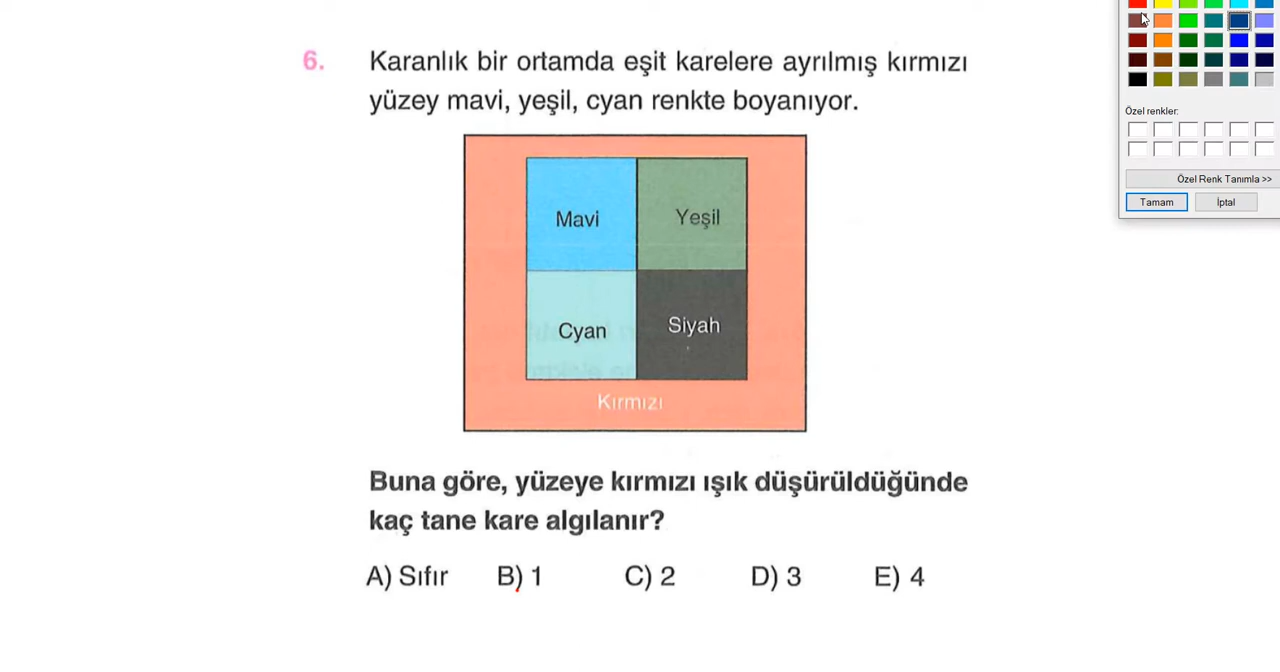 6. Karanlık bir ortamda eşit karelere ayrılmış kırmızı
yüzey mavi, yeşil, cyan renkte boyanıyor.
Mavi Yeşil
Cyan Siyah
Kırmızı
Buna göre, yüzeye kırmızı ışık düşürüldüğünde
kaç tane kare algılanır?
A) Sıfır B) 1 C) 2 D) 3 E) 4
Özel renkler:
Özel Renk Tanımla >>
Tamam İptal